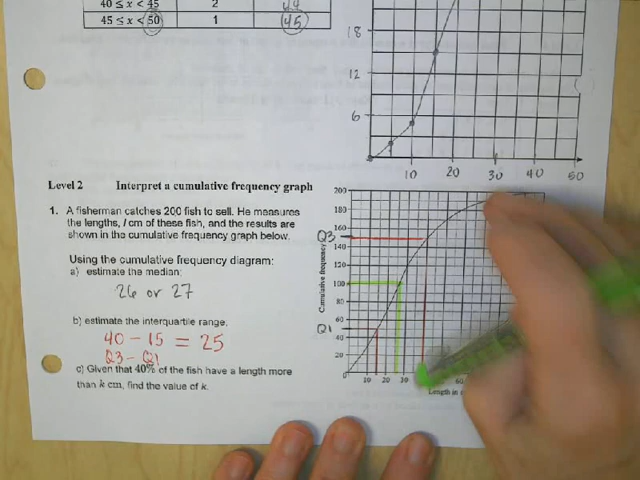 40 ≤ x < 45 2 44
45 ≤ x < 50 1 45
18
12
6
10 20 30 40 50
Level 2 Interpret a cumulative frequency graph
1. A fisherman catches 200 fish to sell. He measures
the lengths, l cm of these fish, and the results are
shown in the cumulative frequency graph below.
Using the cumulative frequency diagram:
a) estimate the median;
26 or 27
b) estimate the interquartile range,
40 - 15 = 25
Q3 - Q1
c) Given that 40% of the fish have a length more
than k cm, find the value of k.
200
180
160
Q3
140
120
100
80
60
Q1
40
20
0
10 20 30
Cumulative frequency
Length in